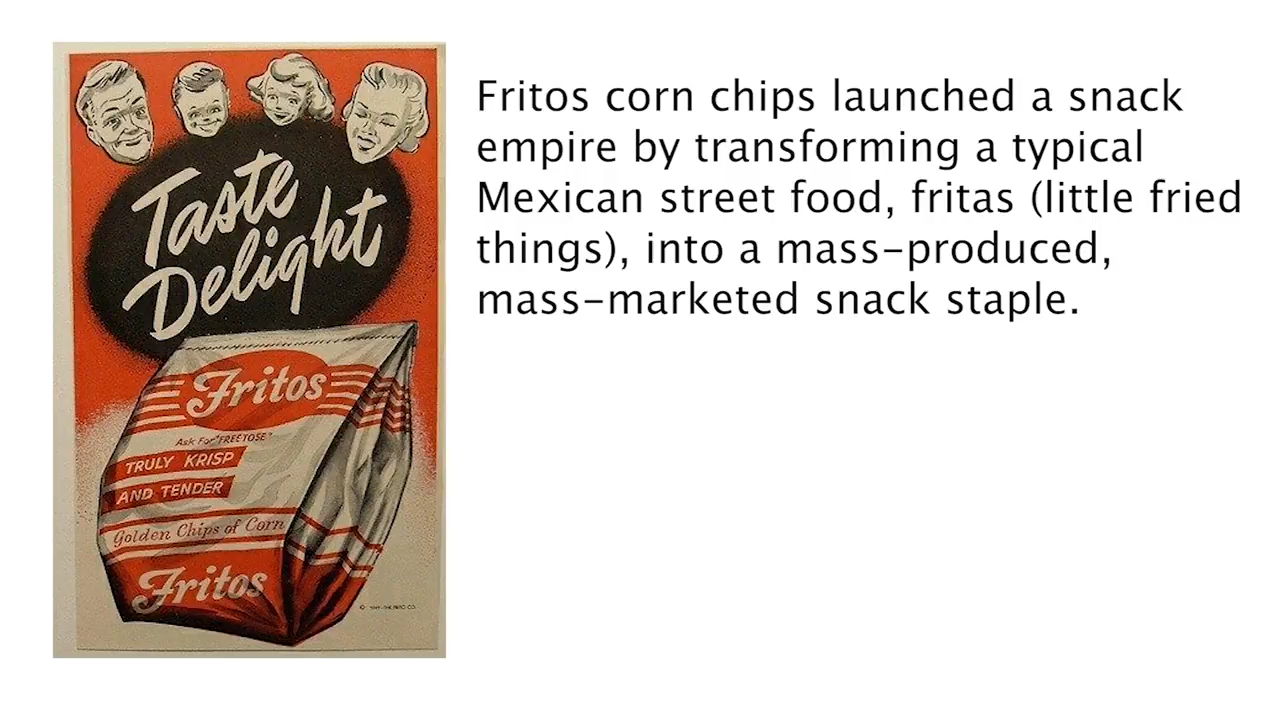 Taste
Delight
Fritos
Ask For "FREETOSE"
TRULY KRISP
AND TENDER
Golden Chips of Corn
Fritos
Fritos corn chips launched a snack
empire by transforming a typical
Mexican street food, fritas (little fried
things), into a mass-produced,
mass-marketed snack staple.